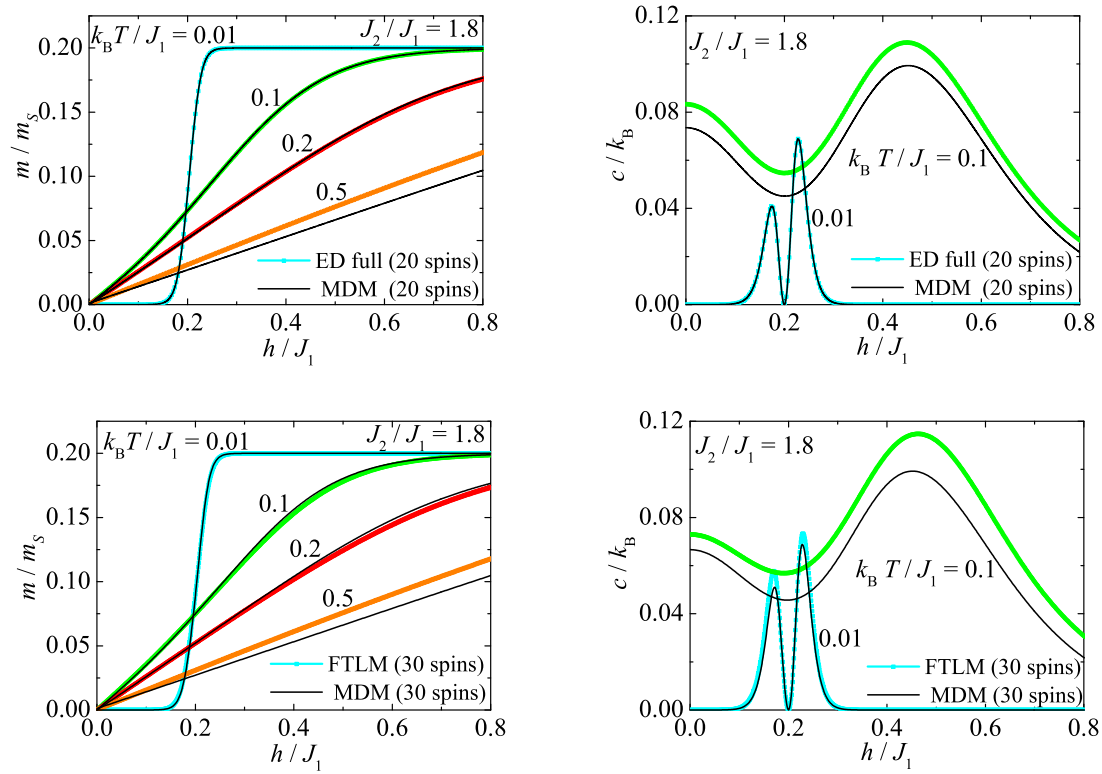 k_B T / J_1 = 0.01
J_2 / J_1 = 1.8
0.20
0.15
0.10
0.05
0.00
m / m_S
0.1
0.2
0.5
ED full (20 spins)
MDM (20 spins)
0.0 0.2 0.4 0.6 0.8
h / J_1
0.12
0.08
0.04
0.00
c / k_B
J_2 / J_1 = 1.8
k_B T / J_1 = 0.1
0.01
ED full (20 spins)
MDM (20 spins)
0.0 0.2 0.4 0.6 0.8
h / J_1
k_B T / J_1 = 0.01
J_2 / J_1 = 1.8
0.20
0.15
0.10
0.05
0.00
m / m_S
0.1
0.2
0.5
FTLM (30 spins)
MDM (30 spins)
0.0 0.2 0.4 0.6 0.8
h / J_1
0.12
0.08
0.04
0.00
c / k_B
J_2 / J_1 = 1.8
k_B T / J_1 = 0.1
0.01
FTLM (30 spins)
MDM (30 spins)
0.0 0.2 0.4 0.6 0.8
h / J_1